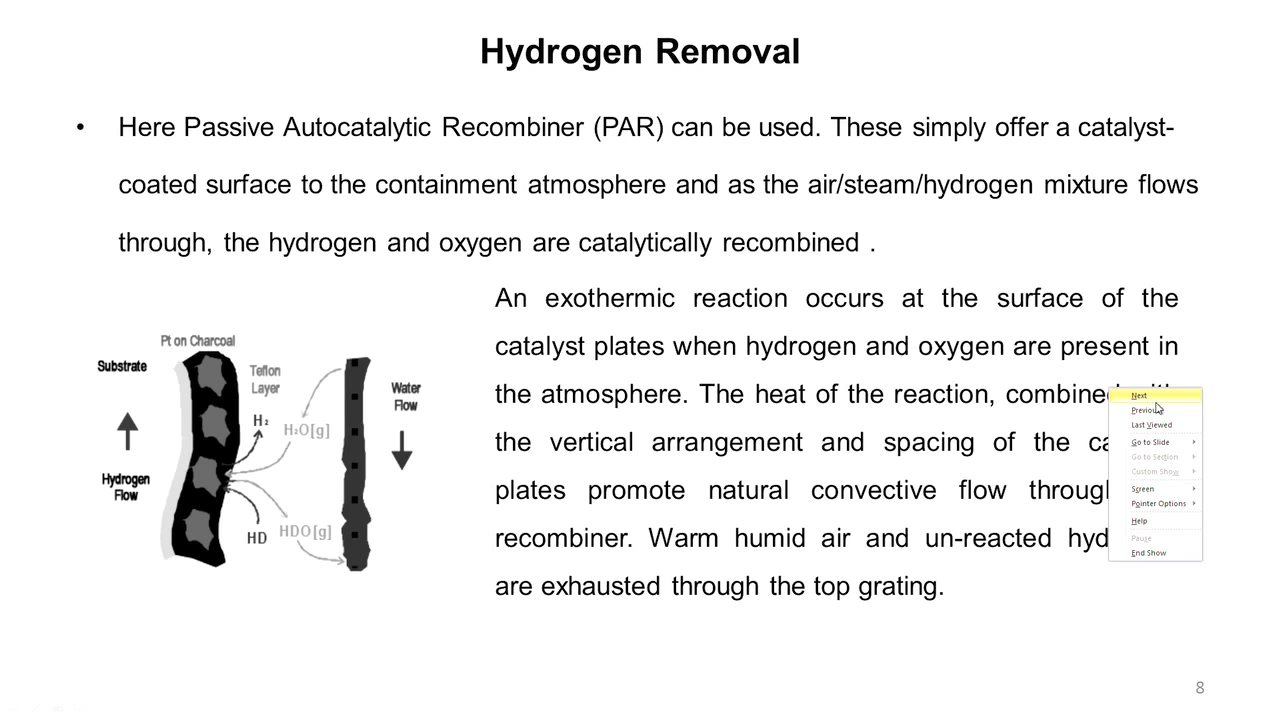 Hydrogen Removal
• Here Passive Autocatalytic Recombiner (PAR) can be used. These simply offer a catalyst-
coated surface to the containment atmosphere and as the air/steam/hydrogen mixture flows
through, the hydrogen and oxygen are catalytically recombined .
An exothermic reaction occurs at the surface of the
catalyst plates when hydrogen and oxygen are present in
the atmosphere. The heat of the reaction,
the vertical arrangement and spacing of the
plates promote natural convective flow
recombiner. Warm humid air and un-reacted
are exhausted through the top grating.
Pt on Charcoal
Substrate
Teflon
Layer
Water
Flow
H₂
H₂O[g]
Hydrogen
Flow
HD
HDO[g]
Next
Previous
Last Viewed
Go to Slide
Go to Section
Custom Show
Screen
Pointer Options
Help
Pause
End Show
8